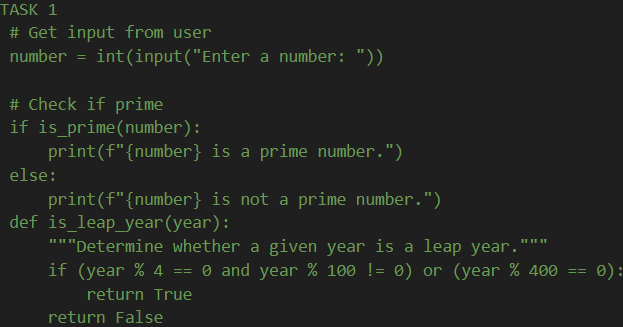 TASK 1
# Get input from user
number = int(input("Enter a number: "))
# Check if prime
if is_prime(number):
    print(f"{number} is a prime number.")
else:
    print(f"{number} is not a prime number.")
def is_leap_year(year):
    """Determine whether a given year is a leap year."""
    if (year % 4 == 0 and year % 100 != 0) or (year % 400 == 0):
        return True
    return False